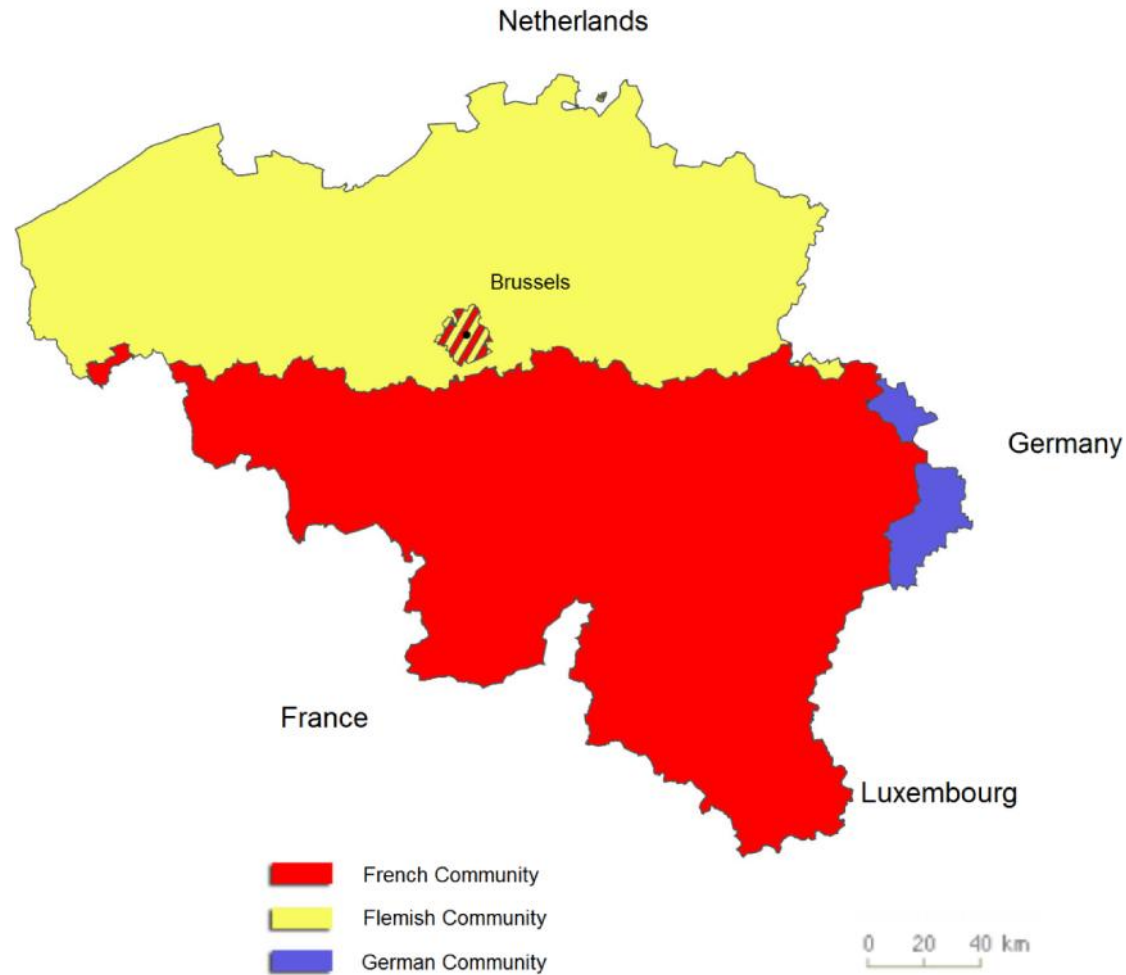 Netherlands
Brussels
Germany
France
Luxembourg
French Community
Flemish Community
German Community
0 20 40 km